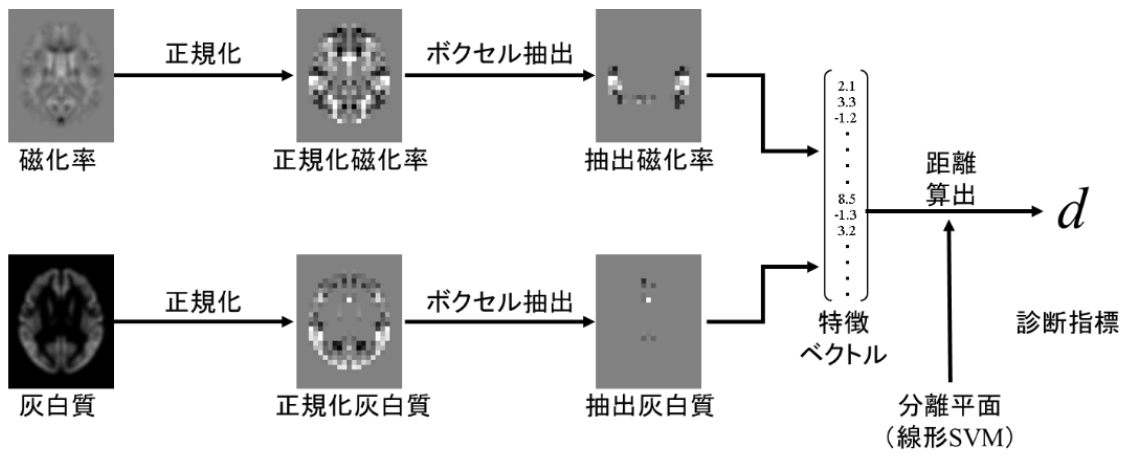 正規化
ボクセル抽出
磁化率
正規化磁化率
抽出磁化率
2.1
3.3
-1.2
8.5
-1.3
3.2
距離
算出
d
正規化
ボクセル抽出
特徴
ベクトル
診断指標
灰白質
正規化灰白質
抽出灰白質
分離平面
（線形SVM）